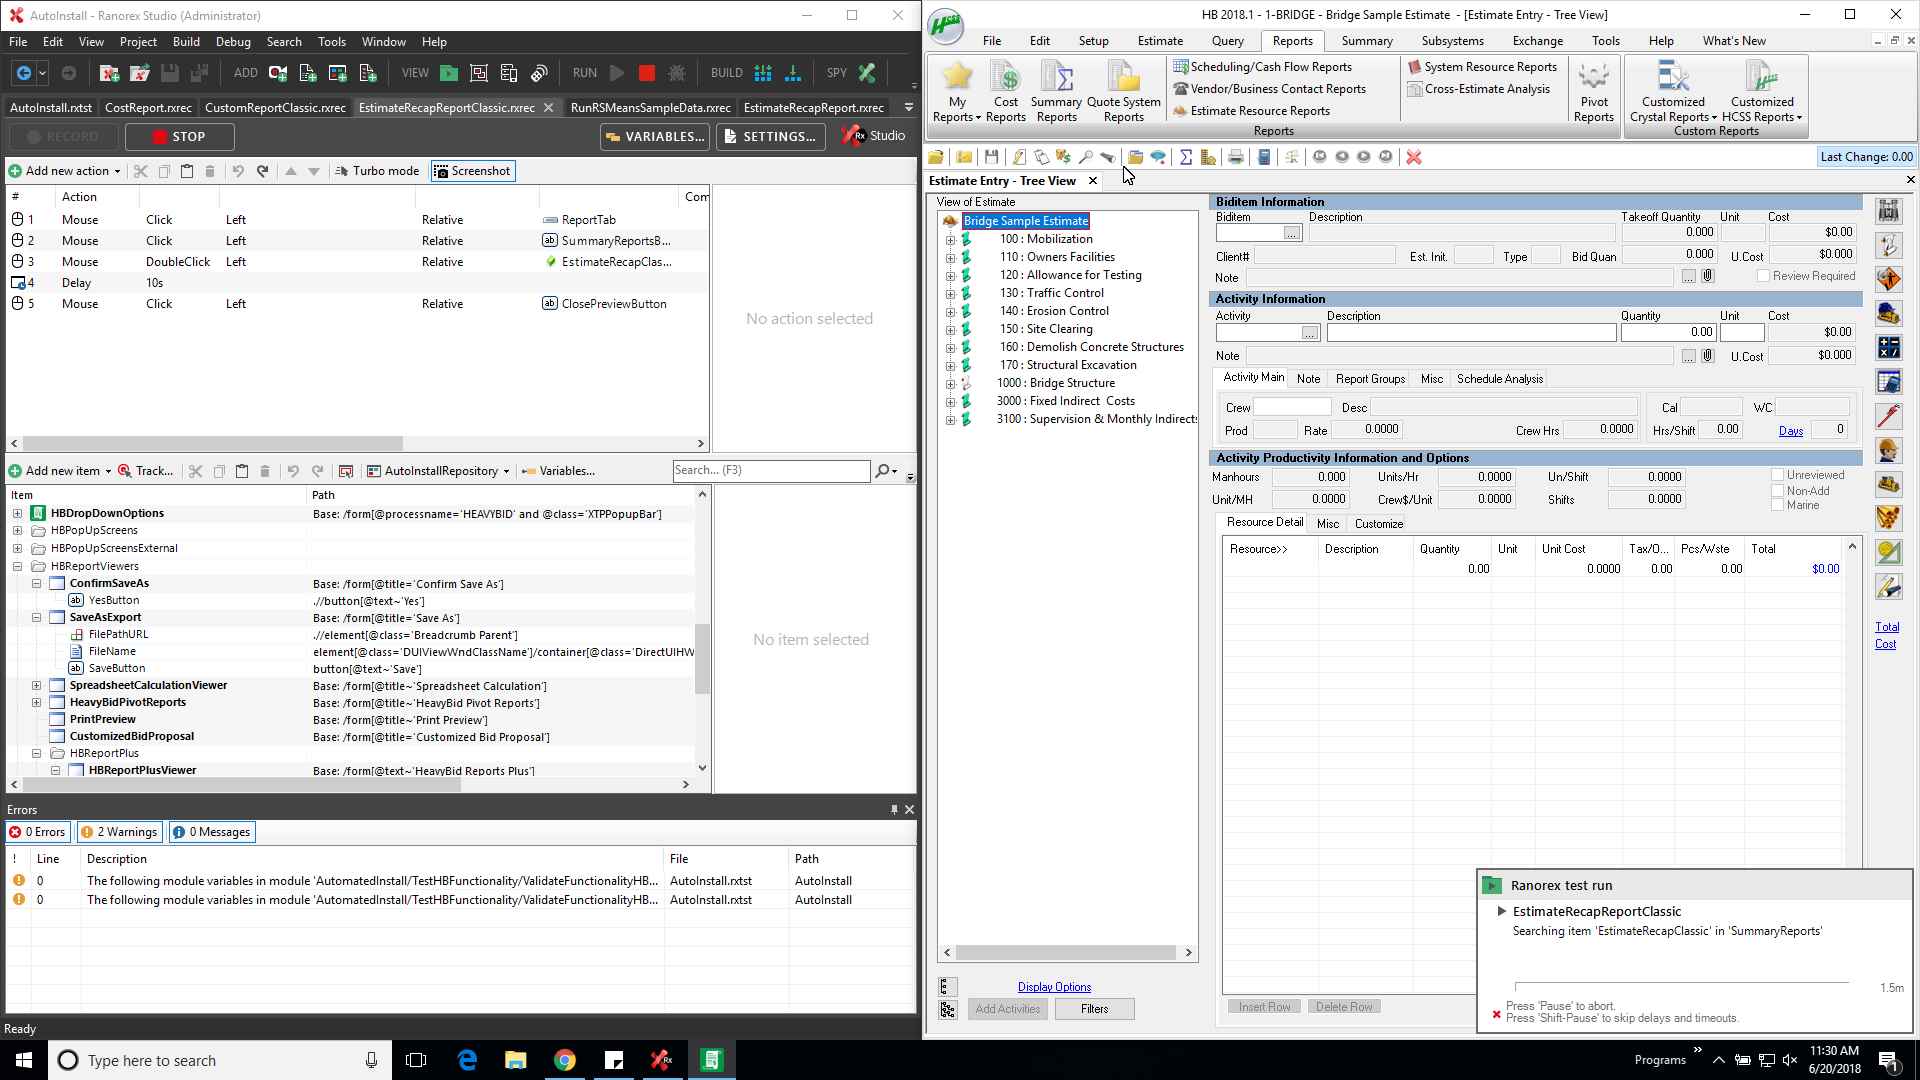 AutoInstall - Ranorex Studio (Administrator)
File Edit View Project Build Debug Search Tools Window Help
ADD VIEW RUN BUILD SPY
AutoInstall.rxtst CostReport.rxrec CustomReportClassic.rxrec EstimateRecapReportClassic.rxrec RunRSMeansSampleData.rxrec EstimateRecapReport.rxrec
RECORD STOP VARIABLES... SETTINGS... Rx Studio
Add new action Turbo mode Screenshot
# Action Com
1 Mouse Click Left Relative ReportTab
2 Mouse Click Left Relative SummaryReportsB...
3 Mouse DoubleClick Left Relative EstimateRecapClas...
4 Delay 10s
5 Mouse Click Left Relative ClosePreviewButton
No action selected
Add new item Track... AutoInstallRepository Variables... Search... (F3)
Item Path
HBDropDownOptions Base: /form[@processname='HEAVYBID' and @class='XTPPopupBar']
HBPopUpScreens
HBPopUpScreensExternal
HBReportViewers
ConfirmSaveAs Base: /form[@title='Confirm Save As']
YesButton .//button[@text~'Yes']
SaveAsExport Base: /form[@title='Save As']
FilePathURL .//element[@class='Breadcrumb Parent']
FileName element[@class='DUIViewWndClassName']/container[@class='DirectUIHW
SaveButton button[@text~'Save']
SpreadsheetCalculationViewer Base: /form[@title~'Spreadsheet Calculation']
HeavyBidPivotReports Base: /form[@title~'HeavyBid Pivot Reports']
PrintPreview Base: /form[@title~'Print Preview']
CustomizedBidProposal Base: /form[@title='Customized Bid Proposal']
HBReportPlus
HBReportPlusViewer Base: /form[@text~'HeavyBid Reports Plus']
No item selected
Errors
0 Errors 2 Warnings 0 Messages
! Line Description File Path
0 The following module variables in module 'AutomatedInstall/TestHBFunctionality/ValidateFunctionalityHB... AutoInstall.rxtst AutoInstall
0 The following module variables in module 'AutomatedInstall/TestHBFunctionality/ValidateFunctionalityHB... AutoInstall.rxtst AutoInstall
Ready
HB 2018.1 - 1-BRIDGE - Bridge Sample Estimate - [Estimate Entry - Tree View]
File Edit Setup Estimate Query Reports Summary Subsystems Exchange Tools Help What's New
My Reports
Cost Reports
Summary Reports
Quote System Reports
Scheduling/Cash Flow Reports
Vendor/Business Contact Reports
Estimate Resource Reports
System Resource Reports
Cross-Estimate Analysis
Pivot Reports
Customized Crystal Reports
Customized HCSS Reports
Reports Custom Reports
Last Change: 0.00
Estimate Entry - Tree View
View of Estimate
Bridge Sample Estimate
100 : Mobilization
110 : Owners Facilities
120 : Allowance for Testing
130 : Traffic Control
140 : Erosion Control
150 : Site Clearing
160 : Demolish Concrete Structures
170 : Structural Excavation
1000 : Bridge Structure
3000 : Fixed Indirect Costs
3100 : Supervision & Monthly Indirects
Display Options
Add Activities Filters
Biditem Information
Biditem Description Takeoff Quantity Unit Cost
... 0.000 $0.00
Client# Est. Init. Type Bid Quan 0.000 U.Cost $0.000
Note ... Review Required
Activity Information
Activity Description Quantity Unit Cost
... 0.00 $0.00
Note ... U.Cost $0.000
Activity Main Note Report Groups Misc Schedule Analysis
Crew Desc Cal WC
Prod Rate 0.0000 Crew Hrs 0.0000 Hrs/Shift 0.00 Days 0
Activity Productivity Information and Options
Manhours 0.000 Units/Hr 0.0000 Un/Shift 0.0000 Unreviewed
Non-Add
Unit/MH 0.0000 Crew$/Unit 0.0000 Shifts 0.0000 Marine
Resource Detail Misc Customize
Resource>> Description Quantity Unit Unit Cost Tax/O... Pcs/Wste Total
0.00 0.0000 0.00 0.00 $0.00
Total
Cost
Insert Row Delete Row
Ranorex test run
EstimateRecapReportClassic
Searching item 'EstimateRecapClassic' in 'SummaryReports'
1.5m
Press 'Pause' to abort.
Press 'Shift-Pause' to skip delays and timeouts.
Type here to search
Programs
11:30 AM
6/20/2018
1